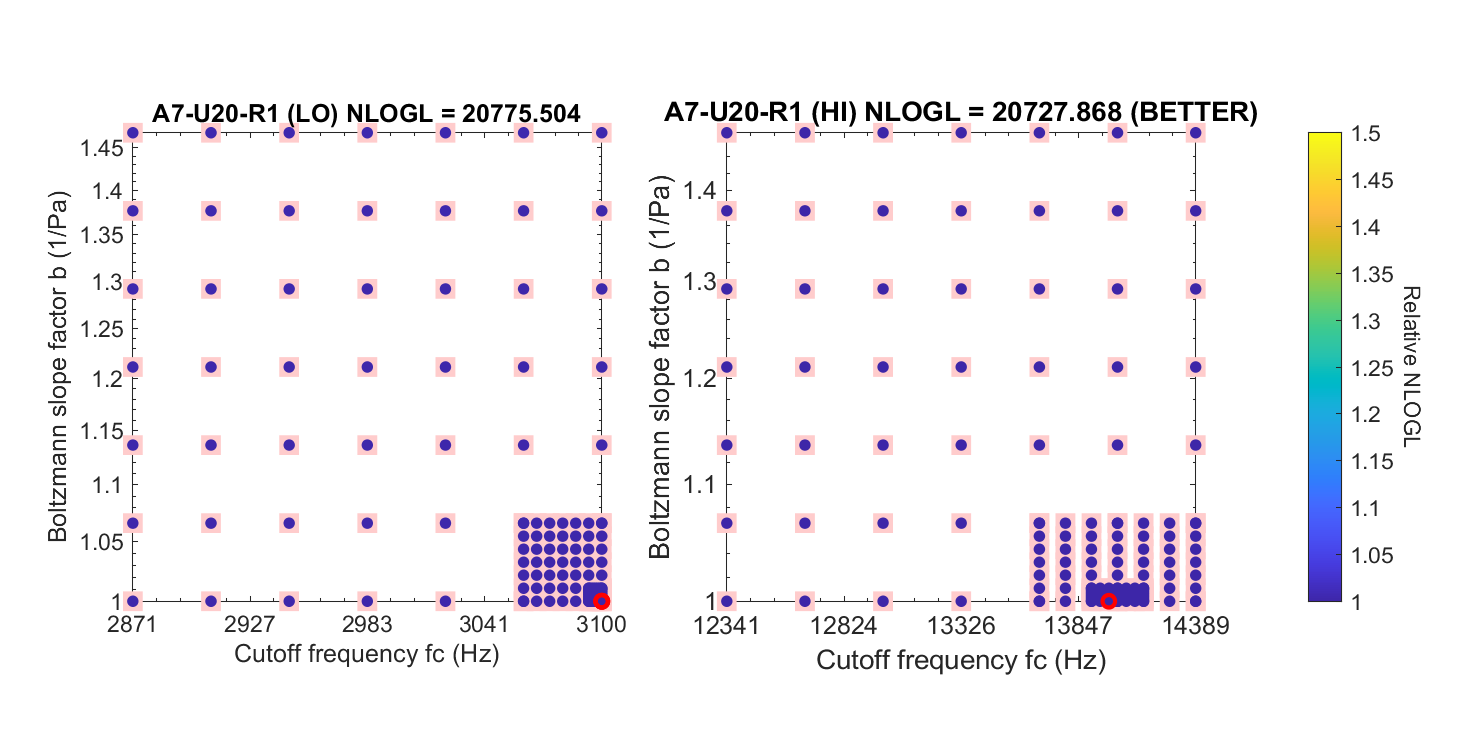 A7-U20-R1 (LO) NLOGL = 20775.504
1.45
1.4
1.35
1.3
1.25
1.2
1.15
1.1
1.05
1
Boltzmann slope factor b (1/Pa)
2871 2927 2983 3041 3100
Cutoff frequency fc (Hz)
A7-U20-R1 (HI) NLOGL = 20727.868 (BETTER)
1.4
1.3
1.2
1.1
1
Boltzmann slope factor b (1/Pa)
12341 12824 13326 13847 14389
Cutoff frequency fc (Hz)
1.5
1.45
1.4
1.35
1.3
1.25
1.2
1.15
1.1
1.05
1
Relative NLOGL